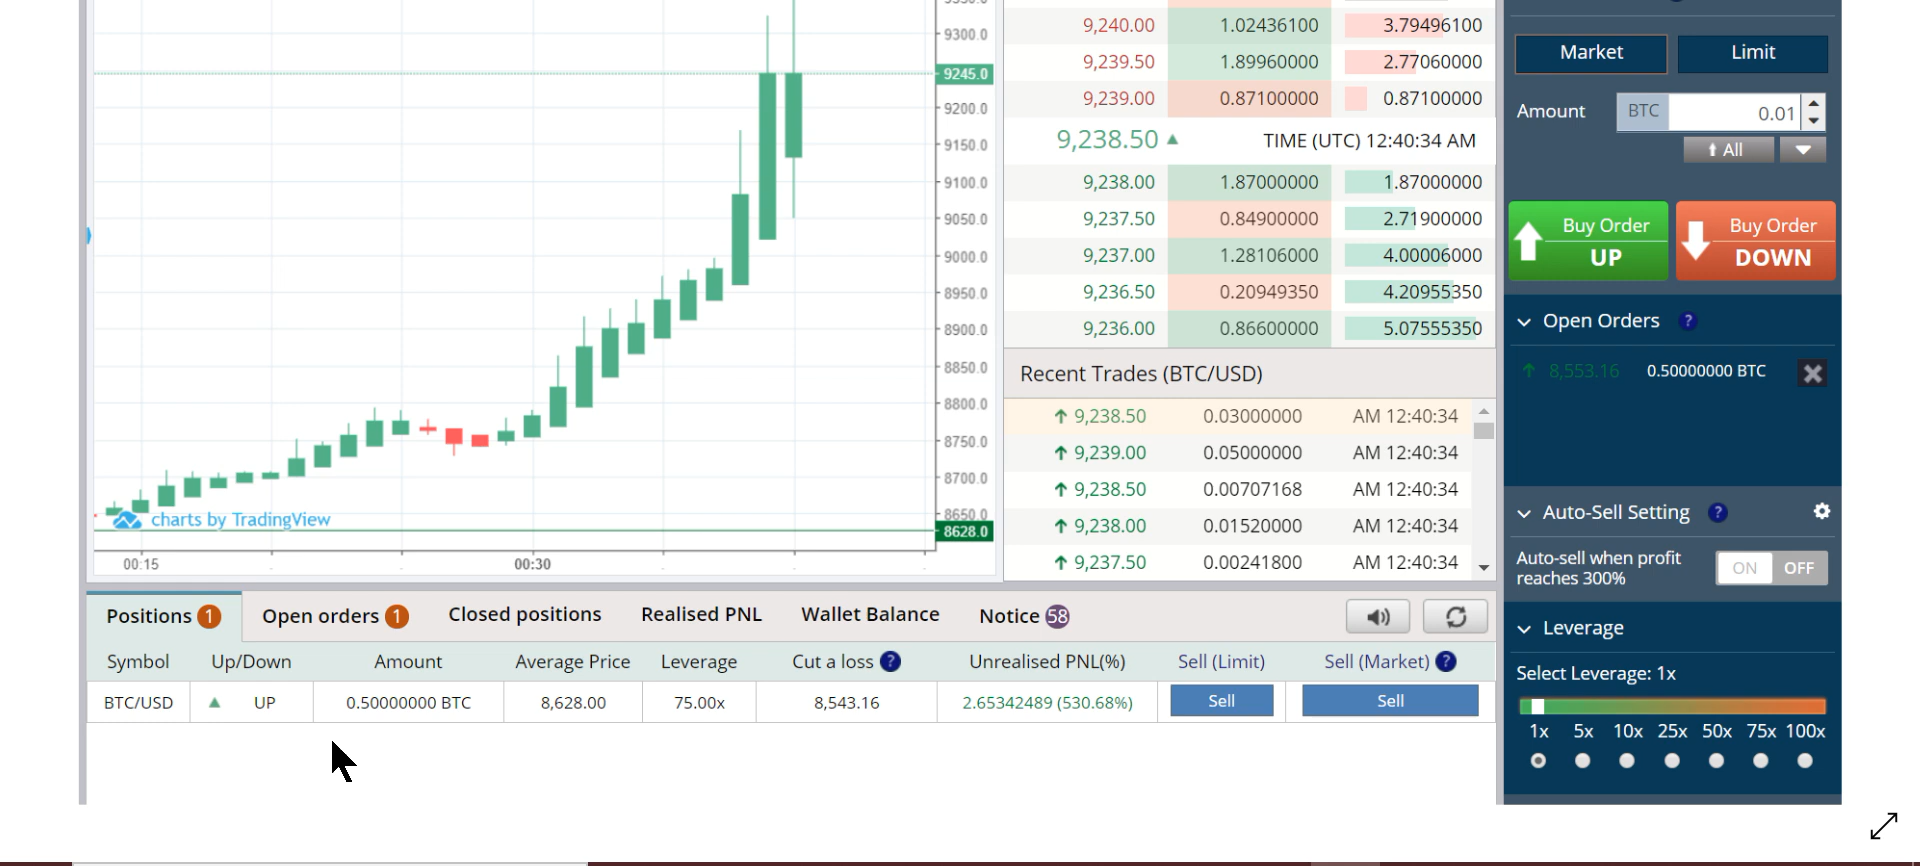 9300.0
9245.0
9200.0
9150.0
9100.0
9050.0
9000.0
8950.0
8900.0
8850.0
8800.0
8750.0
8700.0
8650.0
8628.0
charts by TradingView
00:15 00:30
9,240.00 1.02436100 3.79496100
9,239.50 1.89960000 2.77060000
9,239.00 0.87100000 0.87100000
9,238.50 ▲ TIME (UTC) 12:40:34 AM
9,238.00 1.87000000 1.87000000
9,237.50 0.84900000 2.71900000
9,237.00 1.28106000 4.00006000
9,236.50 0.20949350 4.20955350
9,236.00 0.86600000 5.07555350
Recent Trades (BTC/USD)
↑ 9,238.50 0.03000000 AM 12:40:34
↑ 9,239.00 0.05000000 AM 12:40:34
↑ 9,238.50 0.00707168 AM 12:40:34
↑ 9,238.00 0.01520000 AM 12:40:34
↑ 9,237.50 0.00241800 AM 12:40:34
Market Limit
Amount BTC 0.01
All
Buy Order UP
Buy Order DOWN
Open Orders ?
↑ 8,553.16 0.50000000 BTC
Auto-Sell Setting ?
Auto-sell when profit
reaches 300% ON OFF
Leverage
Select Leverage: 1x
1x 5x 10x 25x 50x 75x 100x
Positions 1 Open orders 1 Closed positions Realised PNL Wallet Balance Notice 58
Symbol Up/Down Amount Average Price Leverage Cut a loss ? Unrealised PNL(%) Sell (Limit) Sell (Market) ?
BTC/USD ▲ UP 0.50000000 BTC 8,628.00 75.00x 8,543.16 2.65342489 (530.68%) Sell Sell